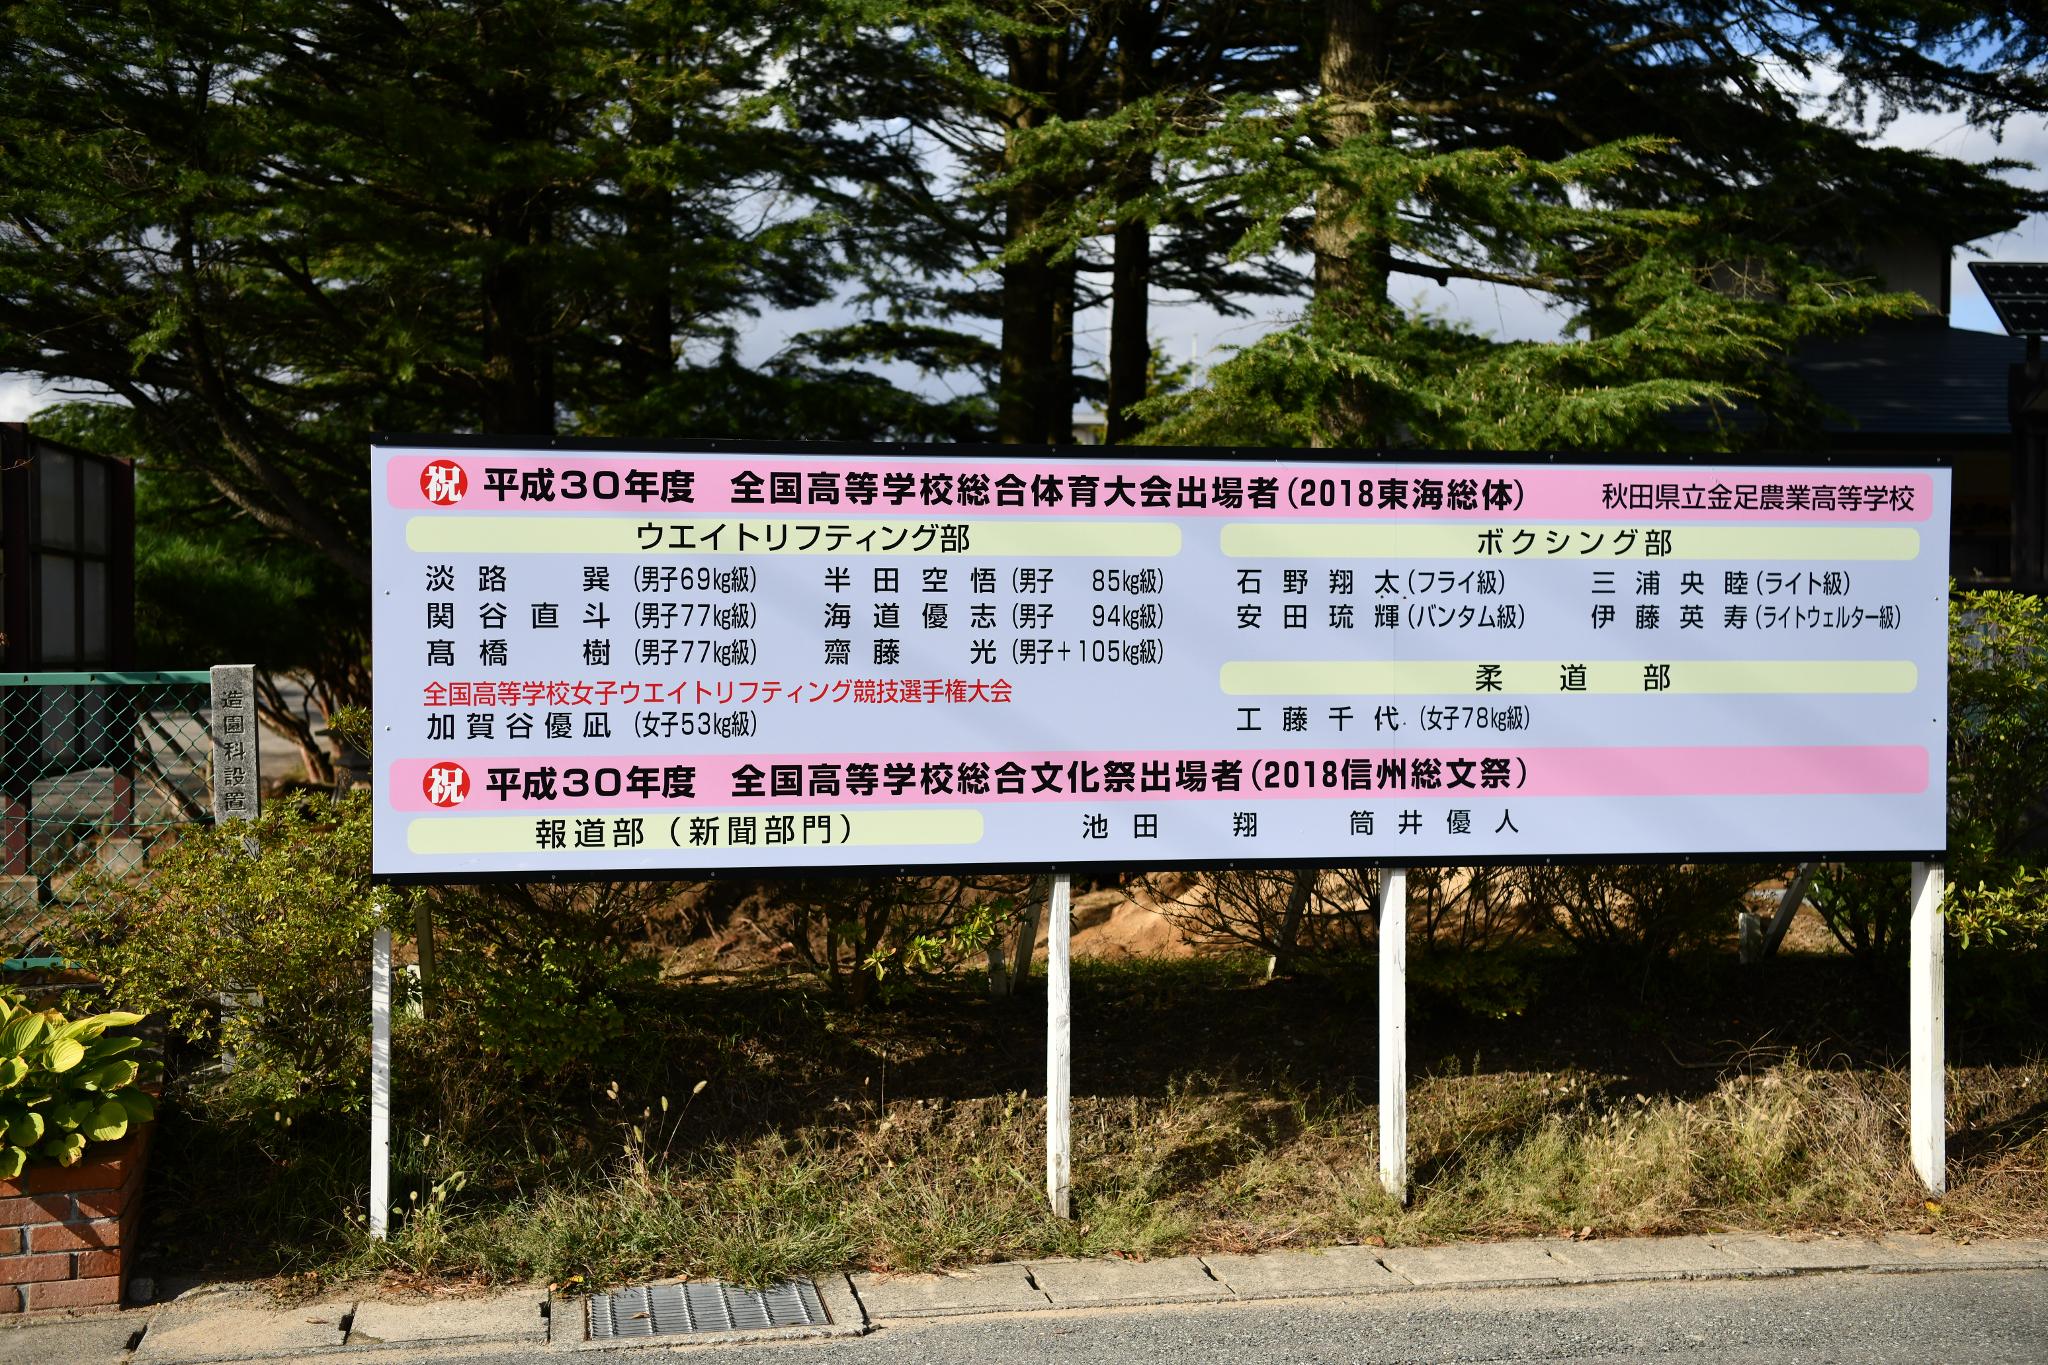 祝 平成30年度 全国高等学校総合体育大会出場者(2018東海総体) 秋田県立金足農業高等学校
ウエイトリフティング部
淡路 巽 (男子69kg級) 半田空悟 (男子 85kg級)
関谷直斗 (男子77kg級) 海道優志 (男子 94kg級)
髙橋 樹 (男子77kg級) 齋藤 光 (男子+105kg級)
全国高等学校女子ウエイトリフティング競技選手権大会
加賀谷優凪 (女子53kg級)
ボクシング部
石野翔太 (フライ級) 三浦央睦 (ライト級)
安田琉輝 (バンタム級) 伊藤英寿 (ライトウェルター級)
柔道部
工藤千代 (女子78kg級)
祝 平成30年度 全国高等学校総合文化祭出場者(2018信州総文祭)
報道部(新聞部門) 池田 翔 筒井優人
造園科設置